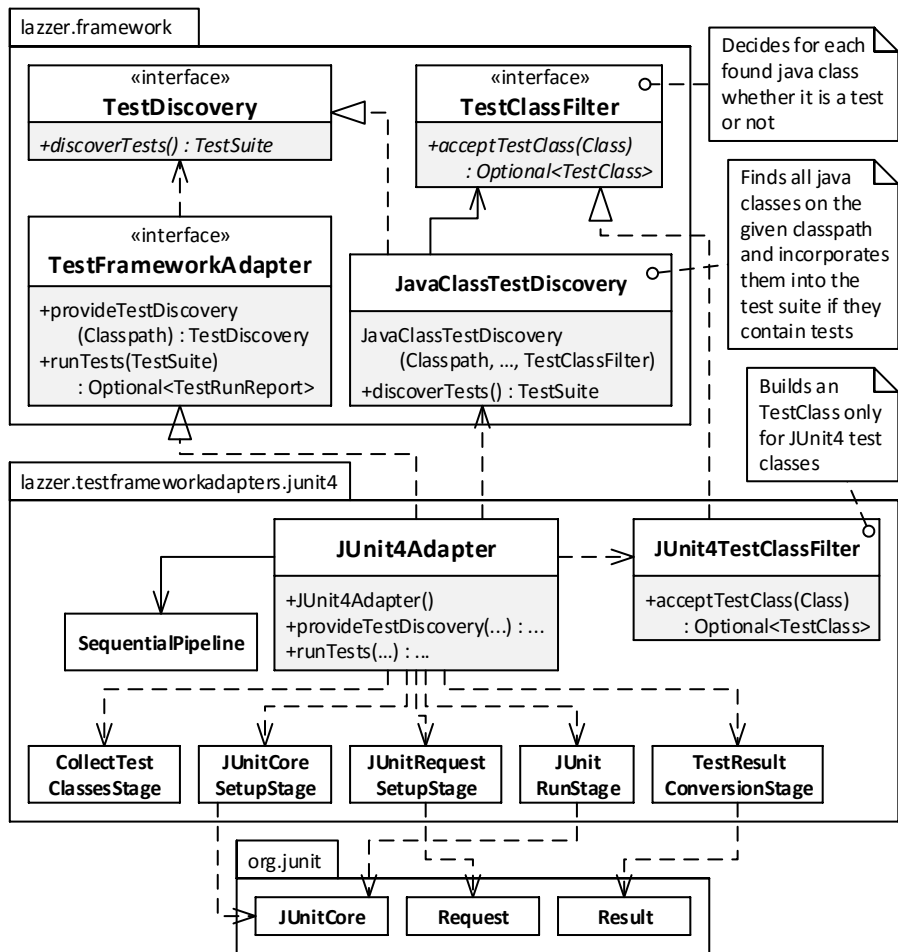 lazzer.framework
«interface»
TestDiscovery
+discoverTests() : TestSuite
«interface»
TestClassFilter
+acceptTestClass(Class)
: Optional<TestClass>
Decides for each
found java class
whether it is a test
or not
«interface»
TestFrameworkAdapter
+provideTestDiscovery
(Classpath) : TestDiscovery
+runTests(TestSuite)
: Optional<TestRunReport>
JavaClassTestDiscovery
JavaClassTestDiscovery
(Classpath, ..., TestClassFilter)
+discoverTests() : TestSuite
Finds all java
classes on the
given classpath
and incorporates
them into the
test suite if they
contain tests
Builds an
TestClass only
for JUnit4 test
classes
lazzer.testframeworkadapters.junit4
JUnit4Adapter
+JUnit4Adapter()
+provideTestDiscovery(...) : ...
+runTests(...) : ...
JUnit4TestClassFilter
+acceptTestClass(Class)
: Optional<TestClass>
SequentialPipeline
CollectTest
ClassesStage
JUnitCore
SetupStage
JUnitRequest
SetupStage
JUnit
RunStage
TestResult
ConversionStage
org.junit
JUnitCore
Request
Result